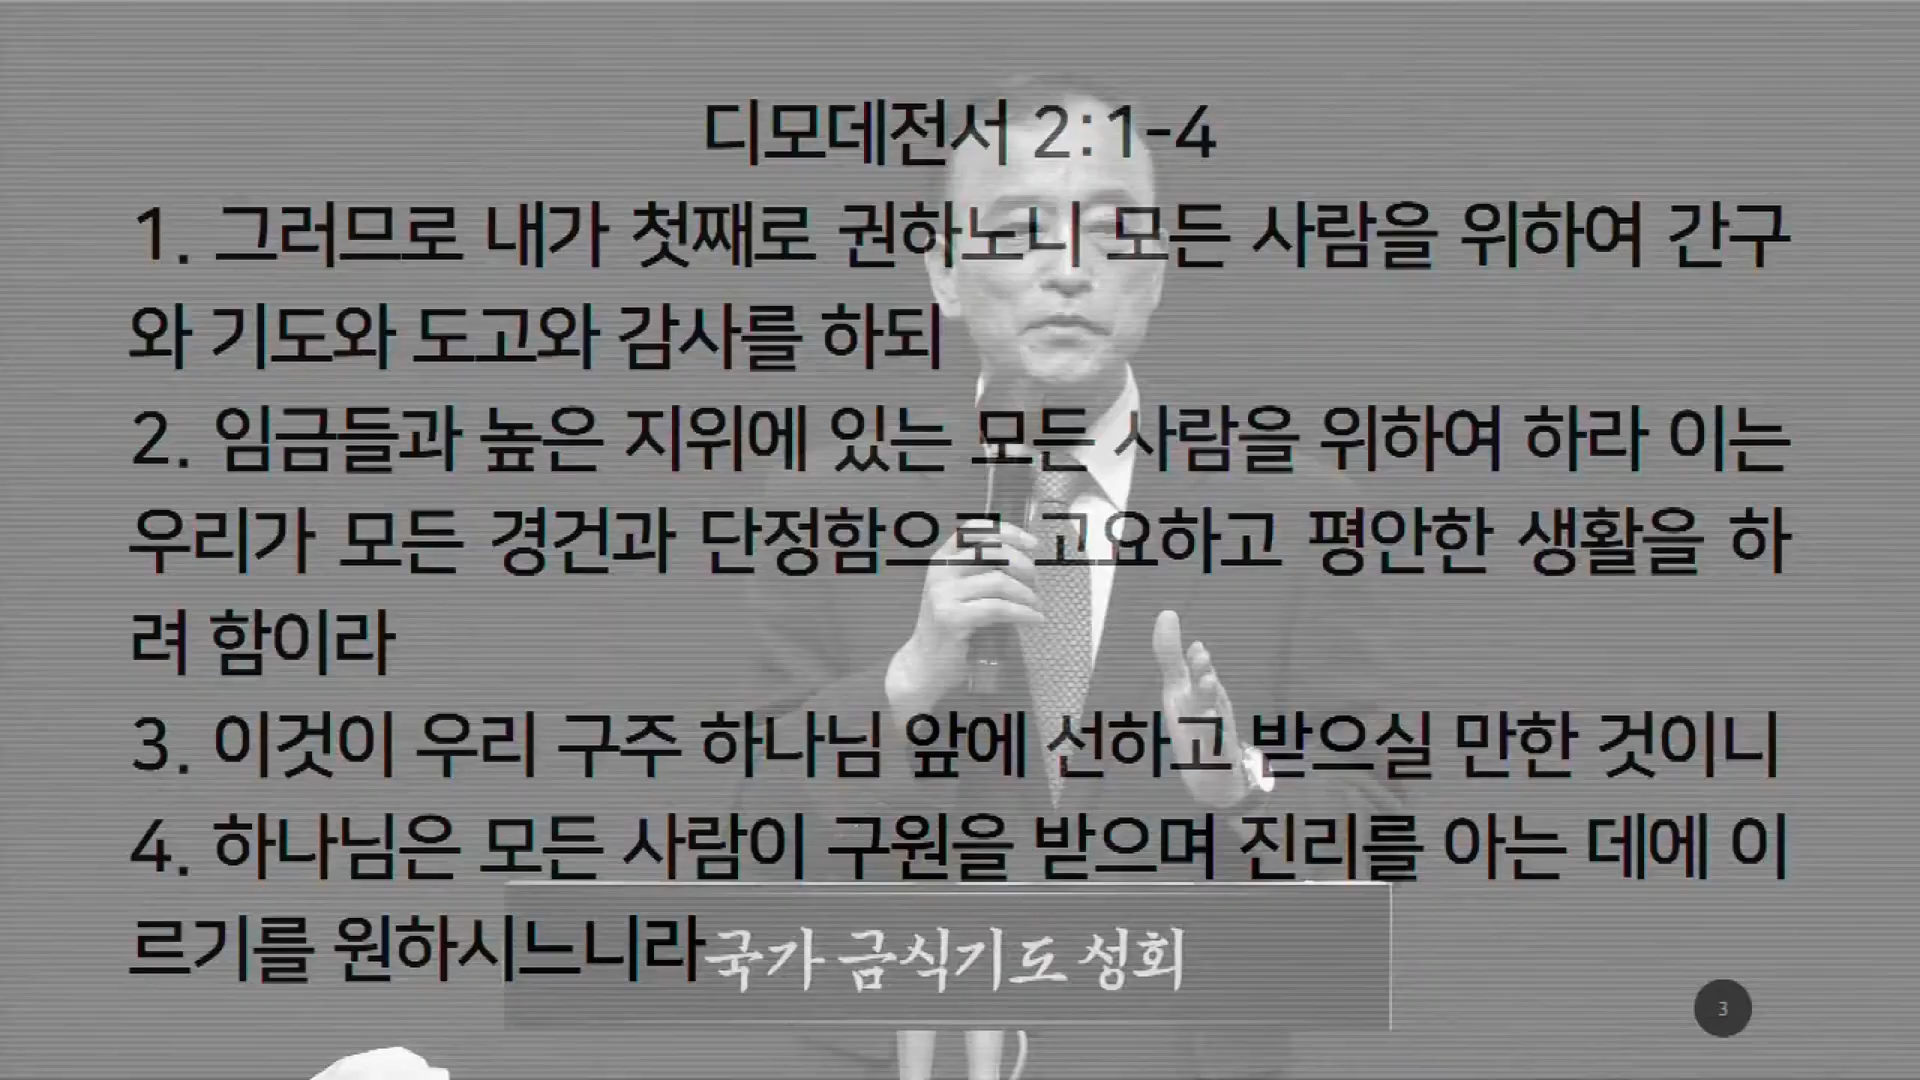 디모데전서 2:1-4
1. 그러므로 내가 첫째로 권하노니 모든 사람을 위하여 간구
와 기도와 도고와 감사를 하되
2. 임금들과 높은 지위에 있는 모든 사람을 위하여 하라 이는
우리가 모든 경건과 단정함으로 고요하고 평안한 생활을 하
려 함이라
3. 이것이 우리 구주 하나님 앞에 선하고 받으실 만한 것이니
4. 하나님은 모든 사람이 구원을 받으며 진리를 아는 데에 이
르기를 원하시느니라
국가 금식기도 성회
3